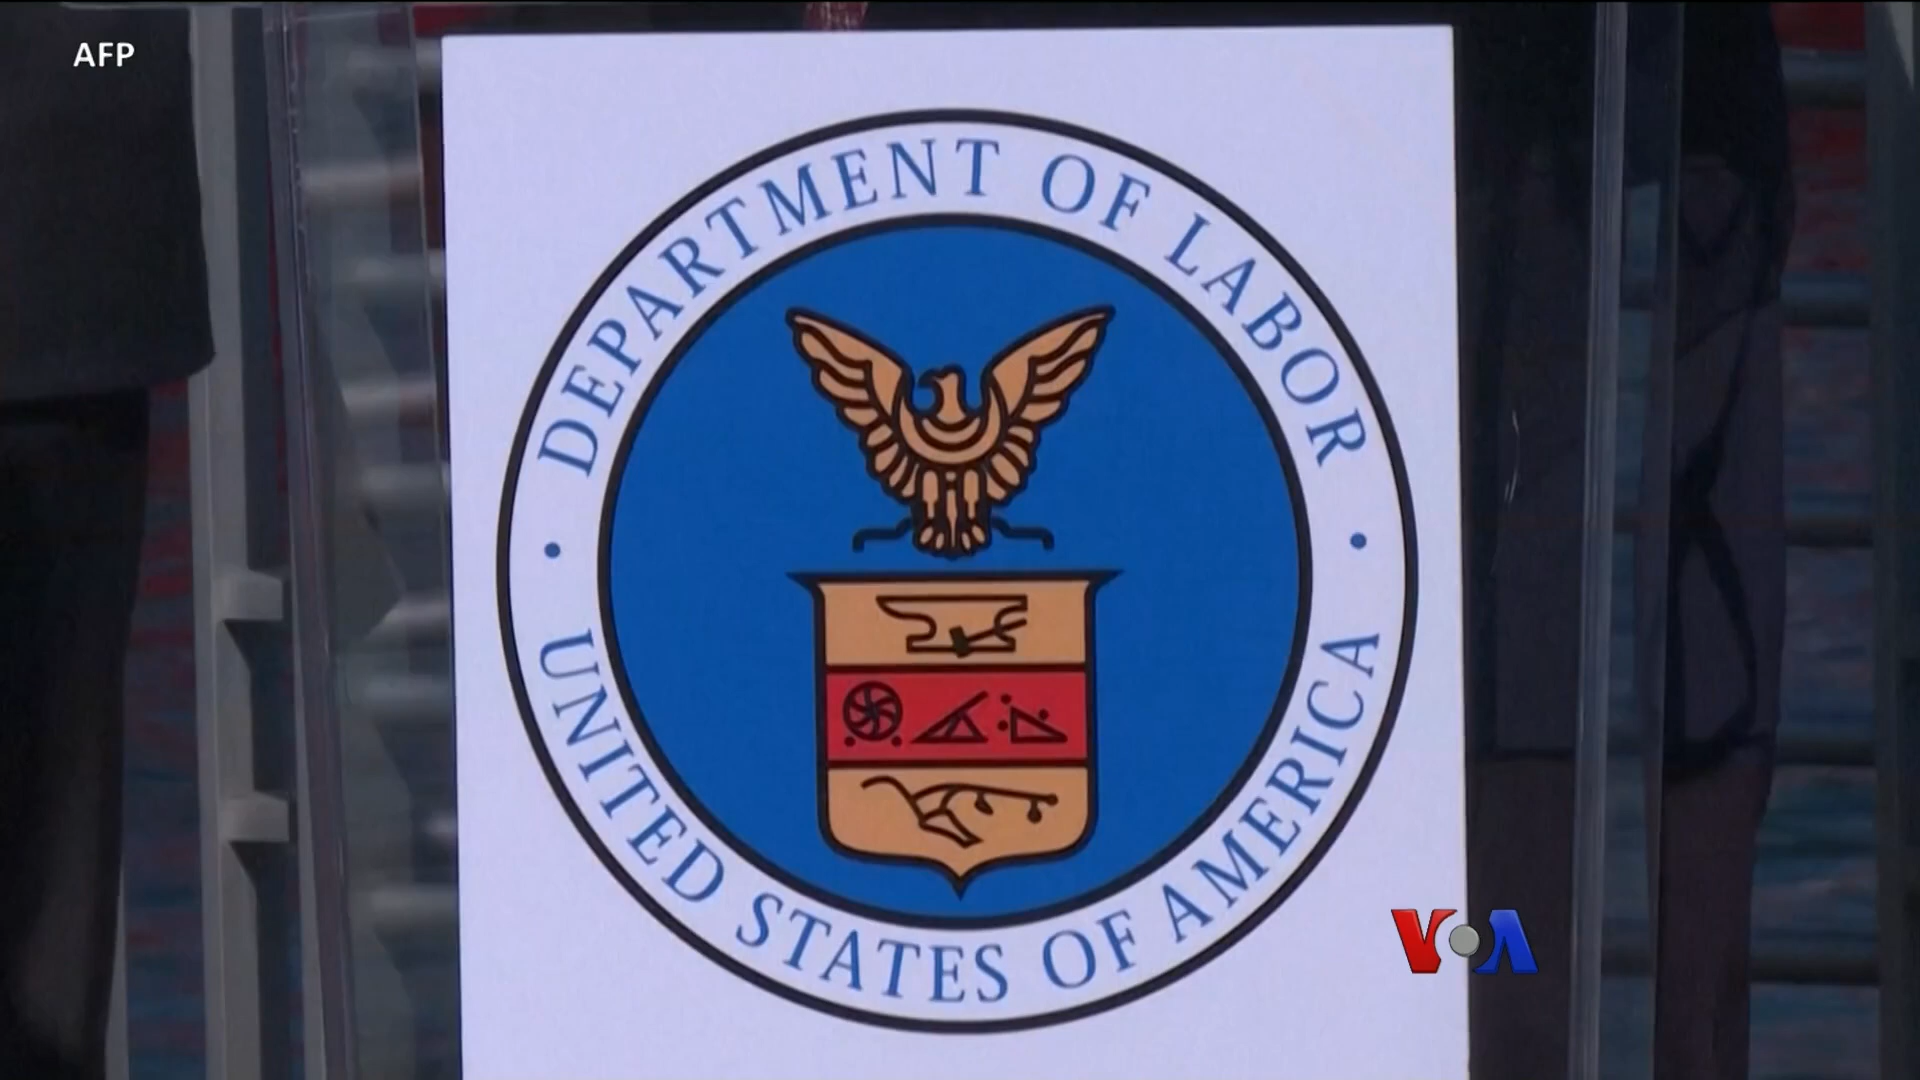 AFP
DEPARTMENT OF LABOR
UNITED STATES OF AMERICA
VOA